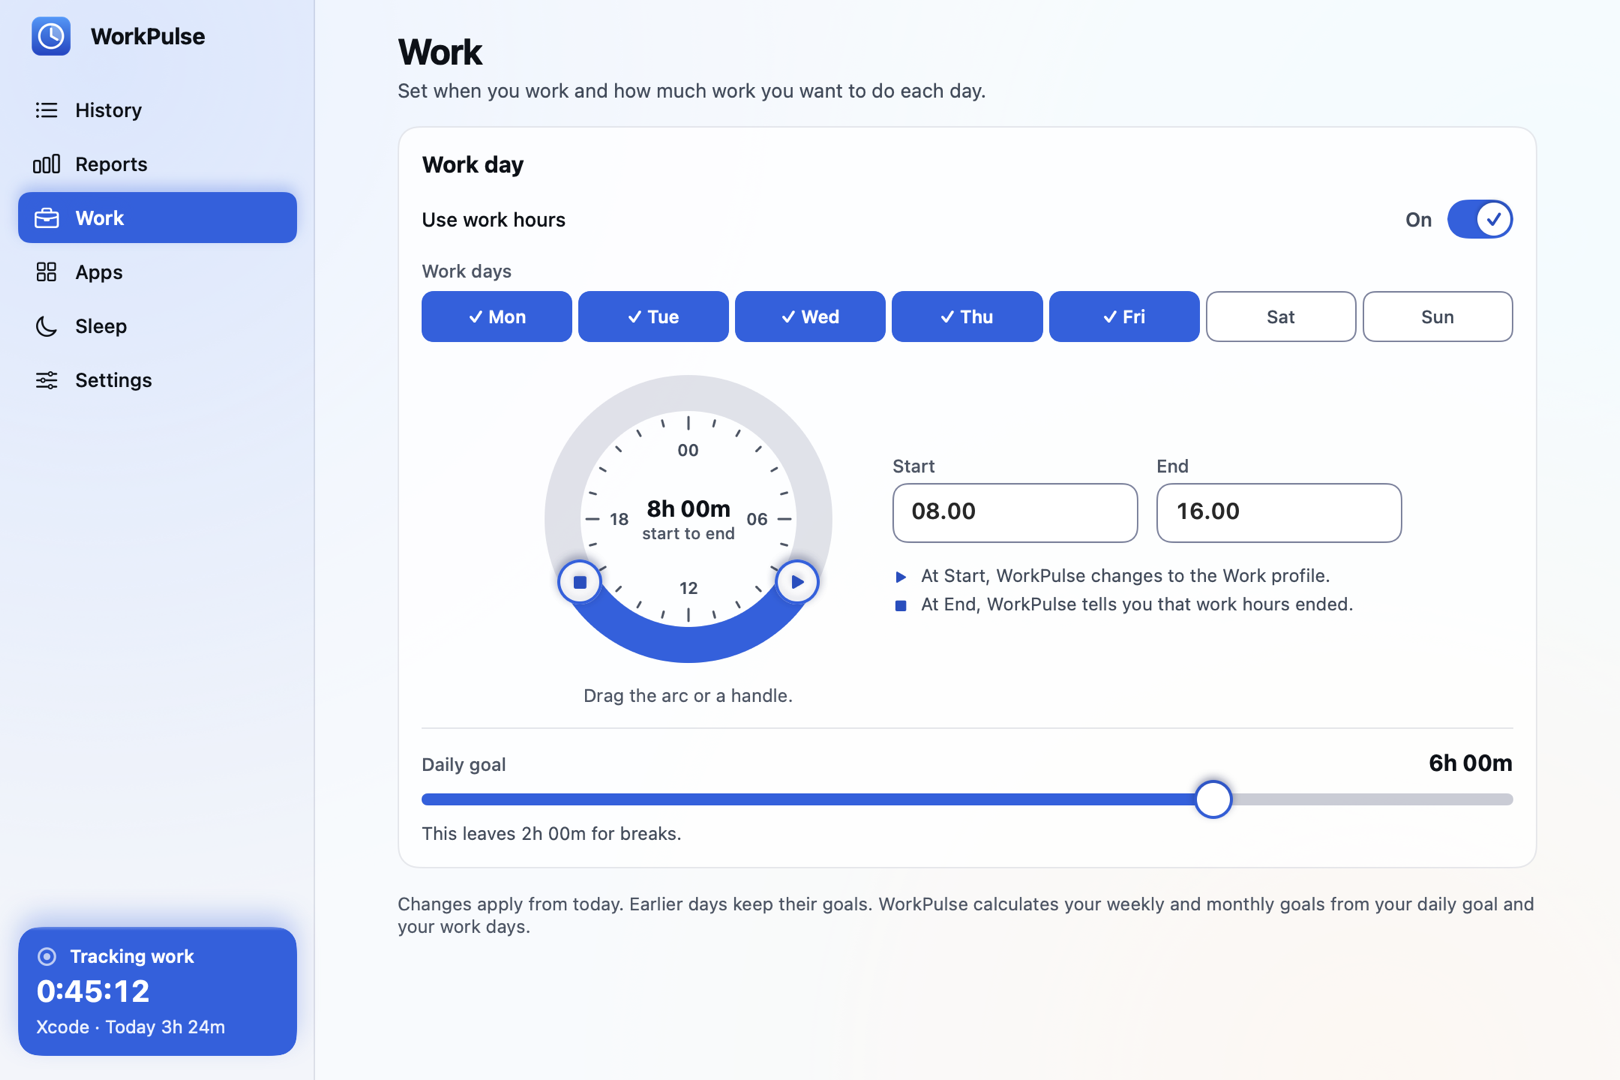 WorkPulse
History
Reports
Work
Apps
Sleep
Settings
Tracking work
0:45:12
Xcode · Today 3h 24m
Work
Set when you work and how much work you want to do each day.
Work day
Use work hours
On
Work days
Mon
Tue
Wed
Thu
Fri
Sat
Sun
00
18
8h 00m
06
start to end
12
Drag the arc or a handle.
Start
End
08.00
16.00
At Start, WorkPulse changes to the Work profile.
At End, WorkPulse tells you that work hours ended.
Daily goal
6h 00m
This leaves 2h 00m for breaks.
Changes apply from today. Earlier days keep their goals. WorkPulse calculates your weekly and monthly goals from your daily goal and
your work days.